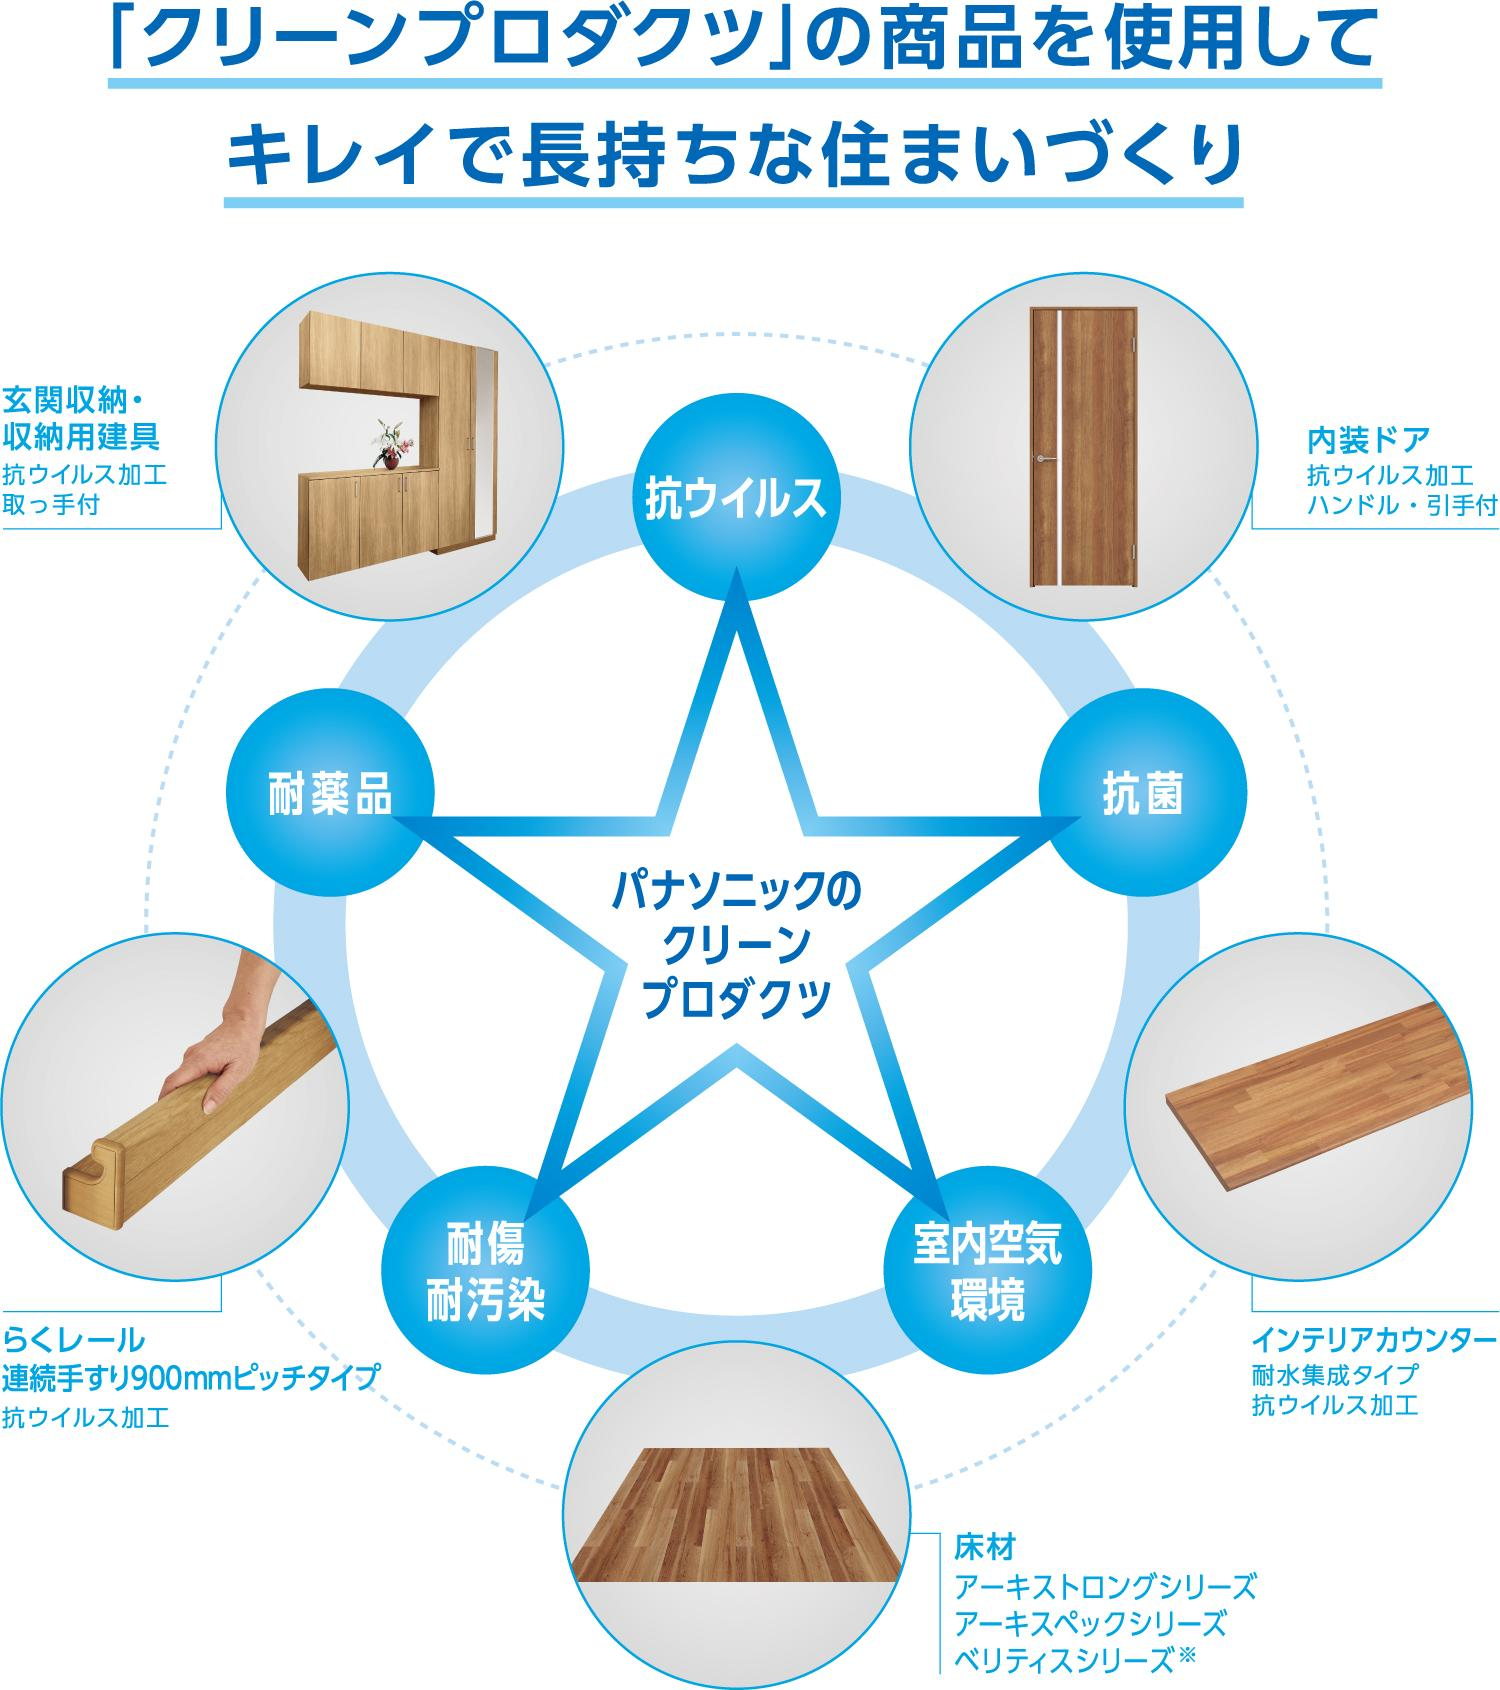 「クリーンプロダクツ」の商品を使用して
キレイで長持ちな住まいづくり
玄関収納・
収納用建具
抗ウイルス加工
取っ手付
内装ドア
抗ウイルス加工
ハンドル・引手付
抗ウイルス
耐薬品
抗菌
パナソニックの
クリーン
プロダクツ
耐傷
耐汚染
室内空気
環境
らくレール
連続手すり900mmピッチタイプ
抗ウイルス加工
インテリアカウンター
耐水集成タイプ
抗ウイルス加工
床材
アーキストロングシリーズ
アーキスペックシリーズ
ベリティスシリーズ※